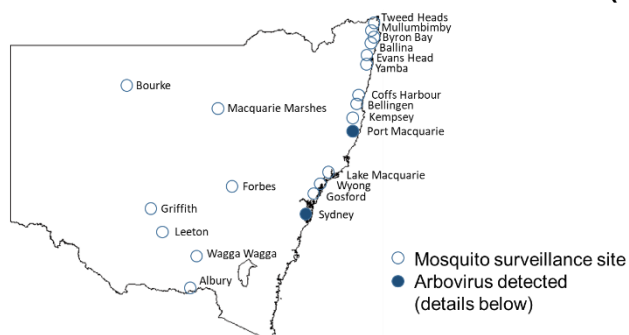 Tweed Heads
Mullumbimby
Byron Bay
Ballina
Evans Head
Yamba
Bourke
Coffs Harbour
Macquarie Marshes
Bellingen
Kempsey
Port Macquarie
Lake Macquarie
Forbes
Wyong
Gosford
Griffith
Sydney
Leeton
Wagga Wagga
Mosquito surveillance site
Albury
Arbovirus detected
(details below)